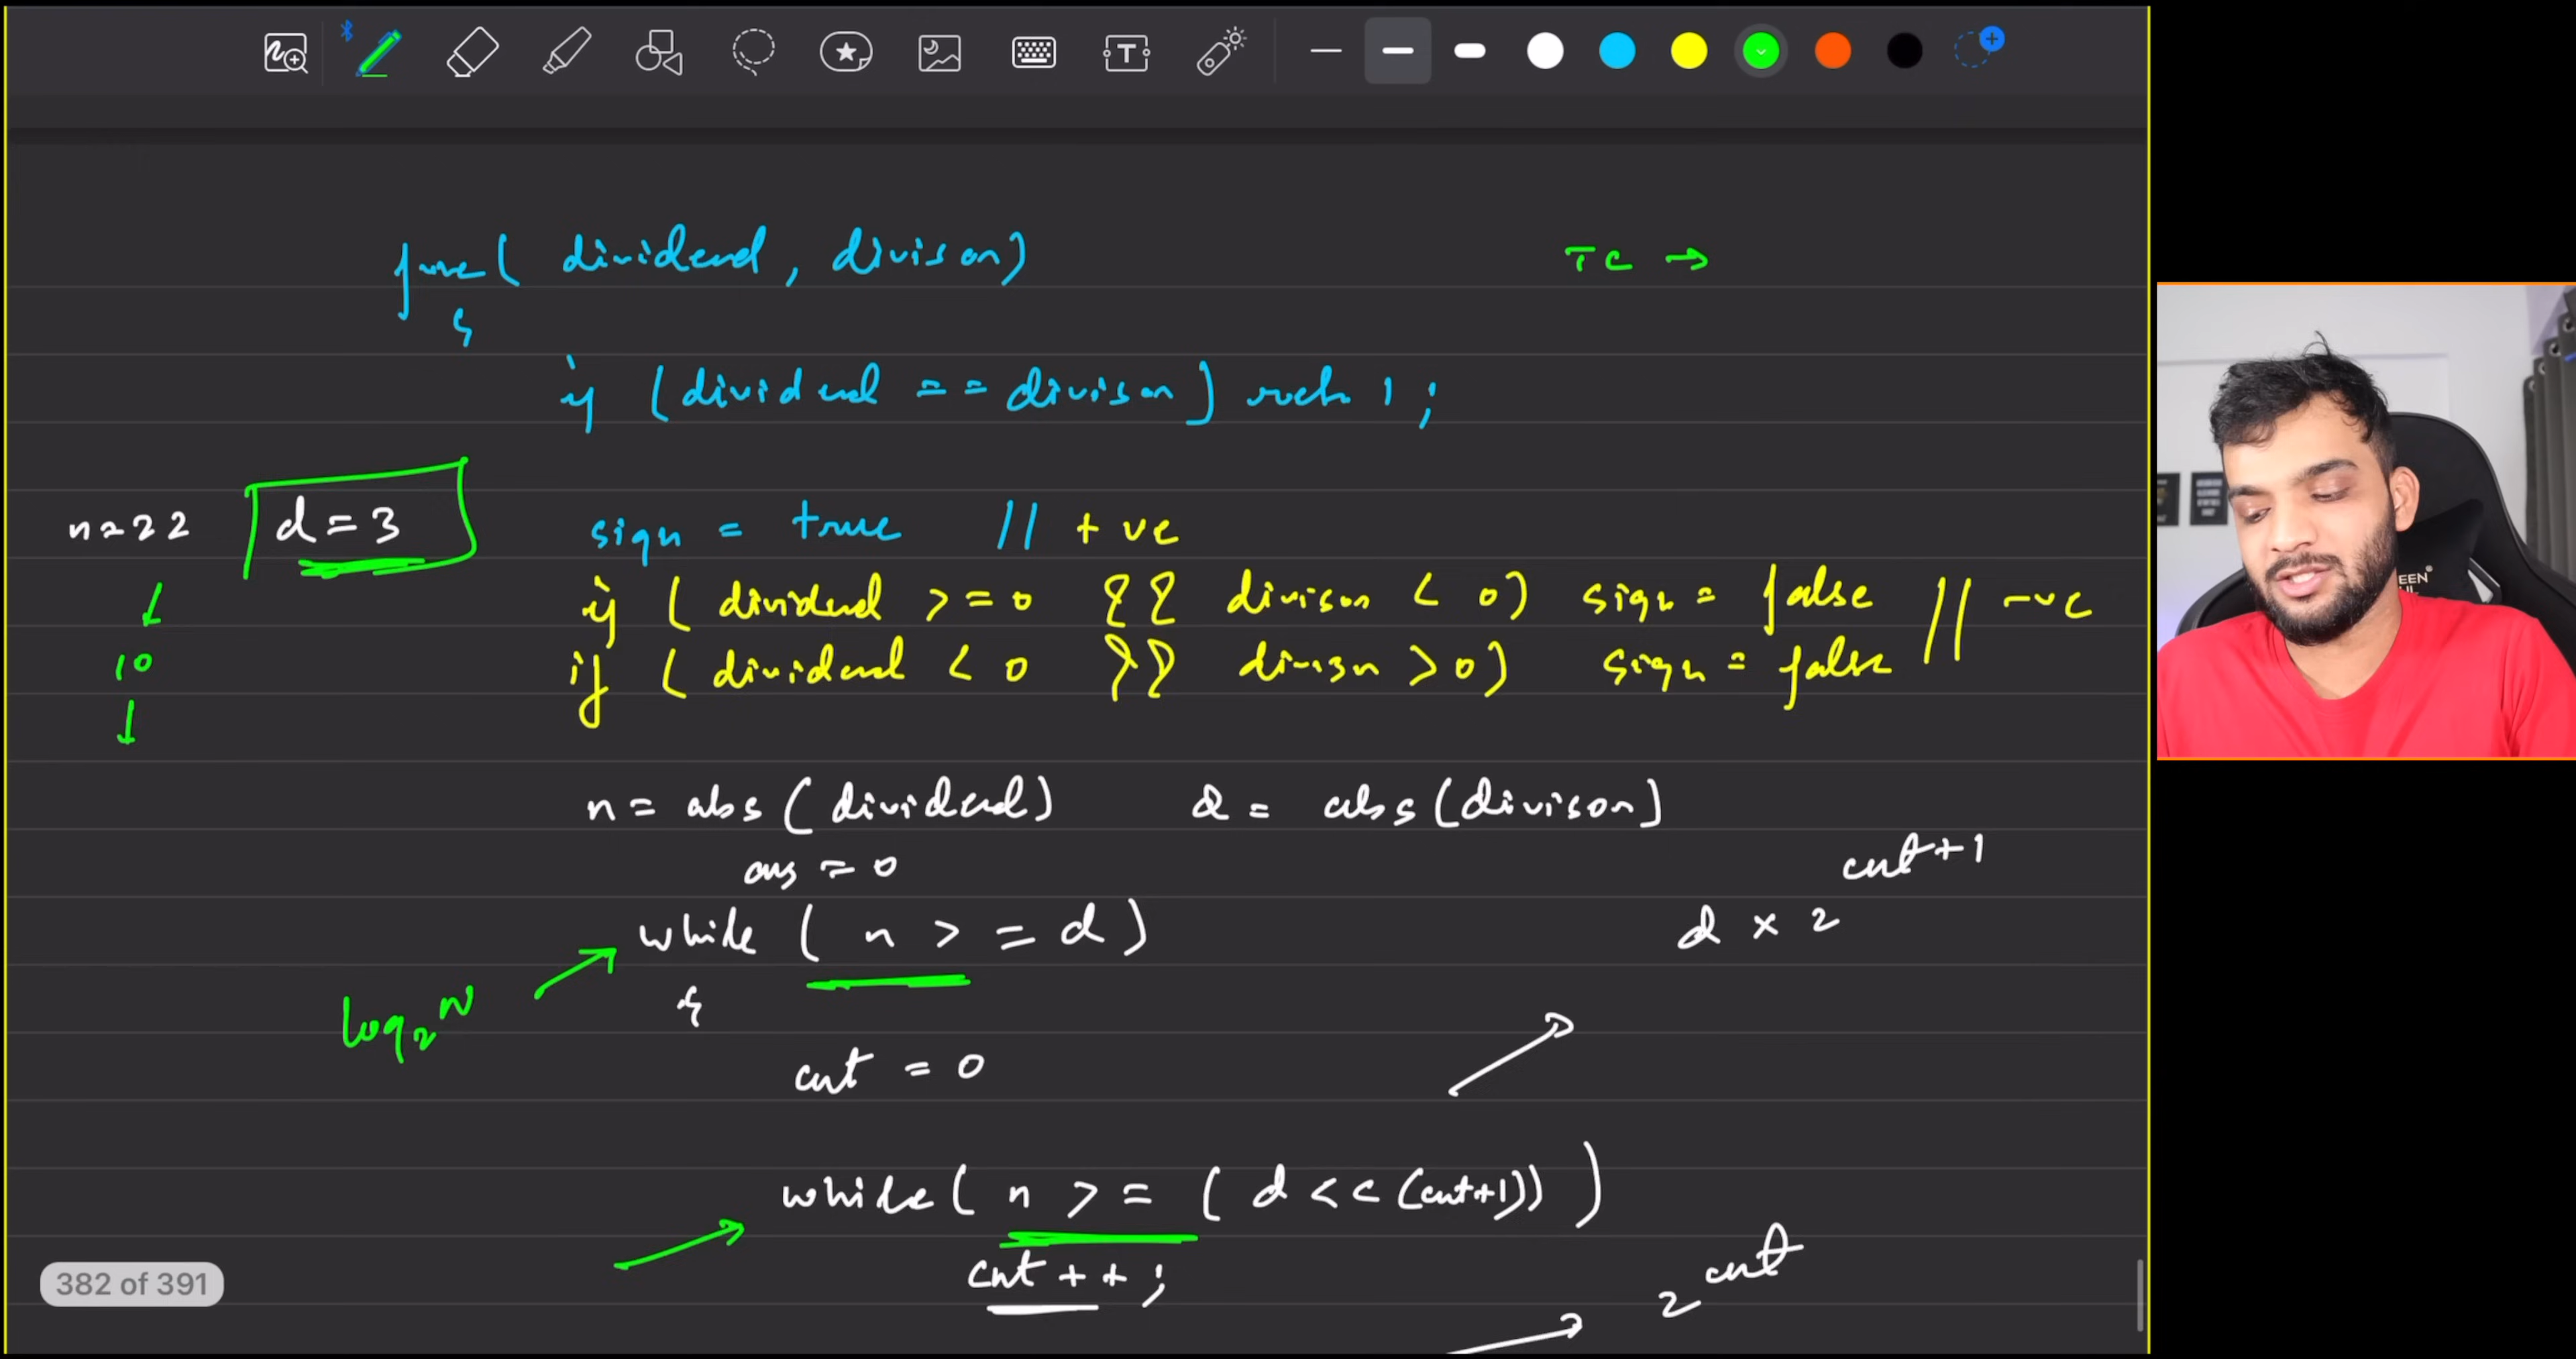 func( dividend, divison)
TC →
{
if (dividend == divison) return 1;
n=22
d=3
sign = true // +ve
if ( dividend >=0 && divison < 0) sign = false
if ( dividend < 0 && divisn >0) sign = false // -ve
10
n= abs(dividend) d= abs(divison)
ans = 0
cnt+1
while ( n >= d)
d × 2
{
log₂N
cnt = 0
while( n >= ( d << (cnt+1)) )
cnt ++;
2^cnt
382 of 391
EEN®
T